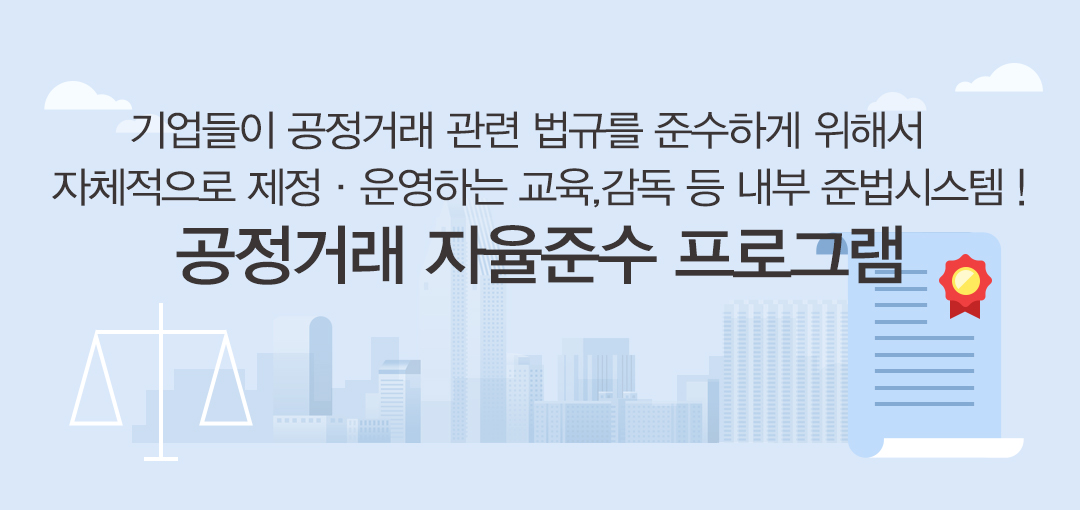 기업들이 공정거래 관련 법규를 준수하게 위해서
자체적으로 제정 · 운영하는 교육,감독 등 내부 준법시스템 !
공정거래 자율준수 프로그램